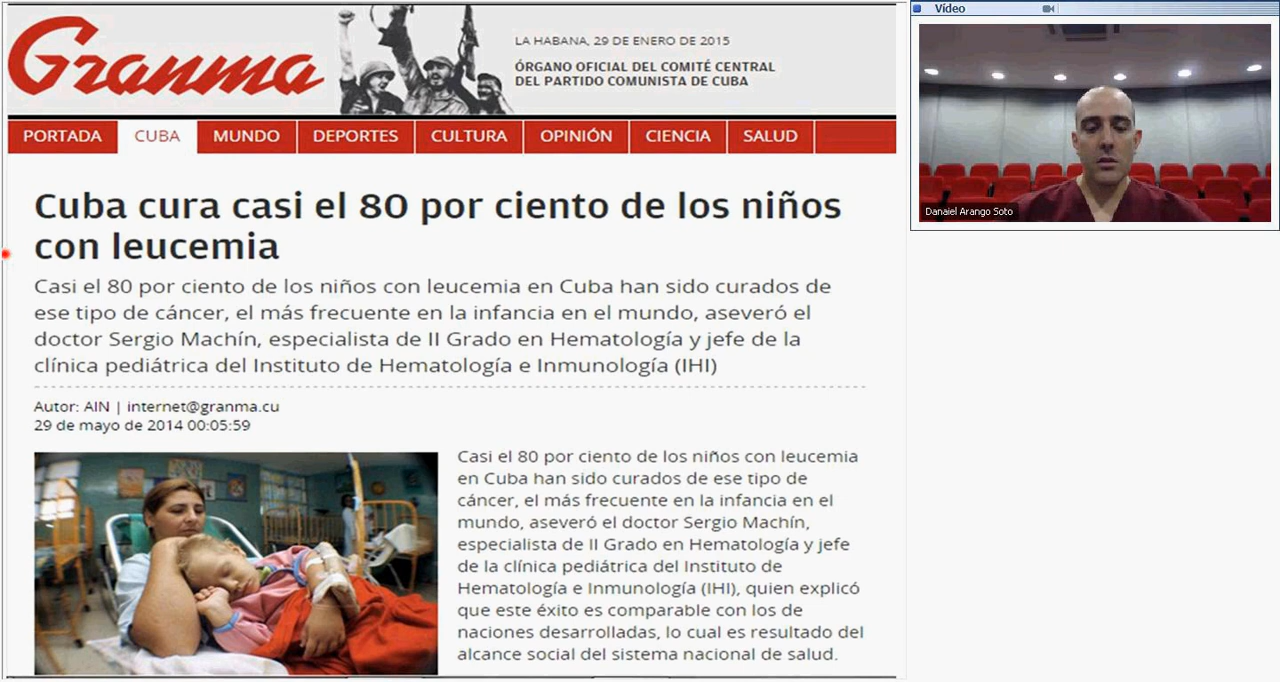 Granma
LA HABANA, 29 DE ENERO DE 2015
ÓRGANO OFICIAL DEL COMITÉ CENTRAL
DEL PARTIDO COMUNISTA DE CUBA
PORTADA CUBA MUNDO DEPORTES CULTURA OPINIÓN CIENCIA SALUD
Cuba cura casi el 80 por ciento de los niños
con leucemia
Casi el 80 por ciento de los niños con leucemia en Cuba han sido curados de
ese tipo de cáncer, el más frecuente en la infancia en el mundo, aseveró el
doctor Sergio Machín, especialista de II Grado en Hematología y jefe de la
clínica pediátrica del Instituto de Hematología e Inmunología (IHI)
Autor: AIN | internet@granma.cu
29 de mayo de 2014 00:05:59
Casi el 80 por ciento de los niños con leucemia
en Cuba han sido curados de ese tipo de
cáncer, el más frecuente en la infancia en el
mundo, aseveró el doctor Sergio Machín,
especialista de II Grado en Hematología y jefe
de la clínica pediátrica del Instituto de
Hematología e Inmunología (IHI), quien explicó
que este éxito es comparable con los de
naciones desarrolladas, lo cual es resultado del
alcance social del sistema nacional de salud.
Vídeo
Danaiel Arango Soto